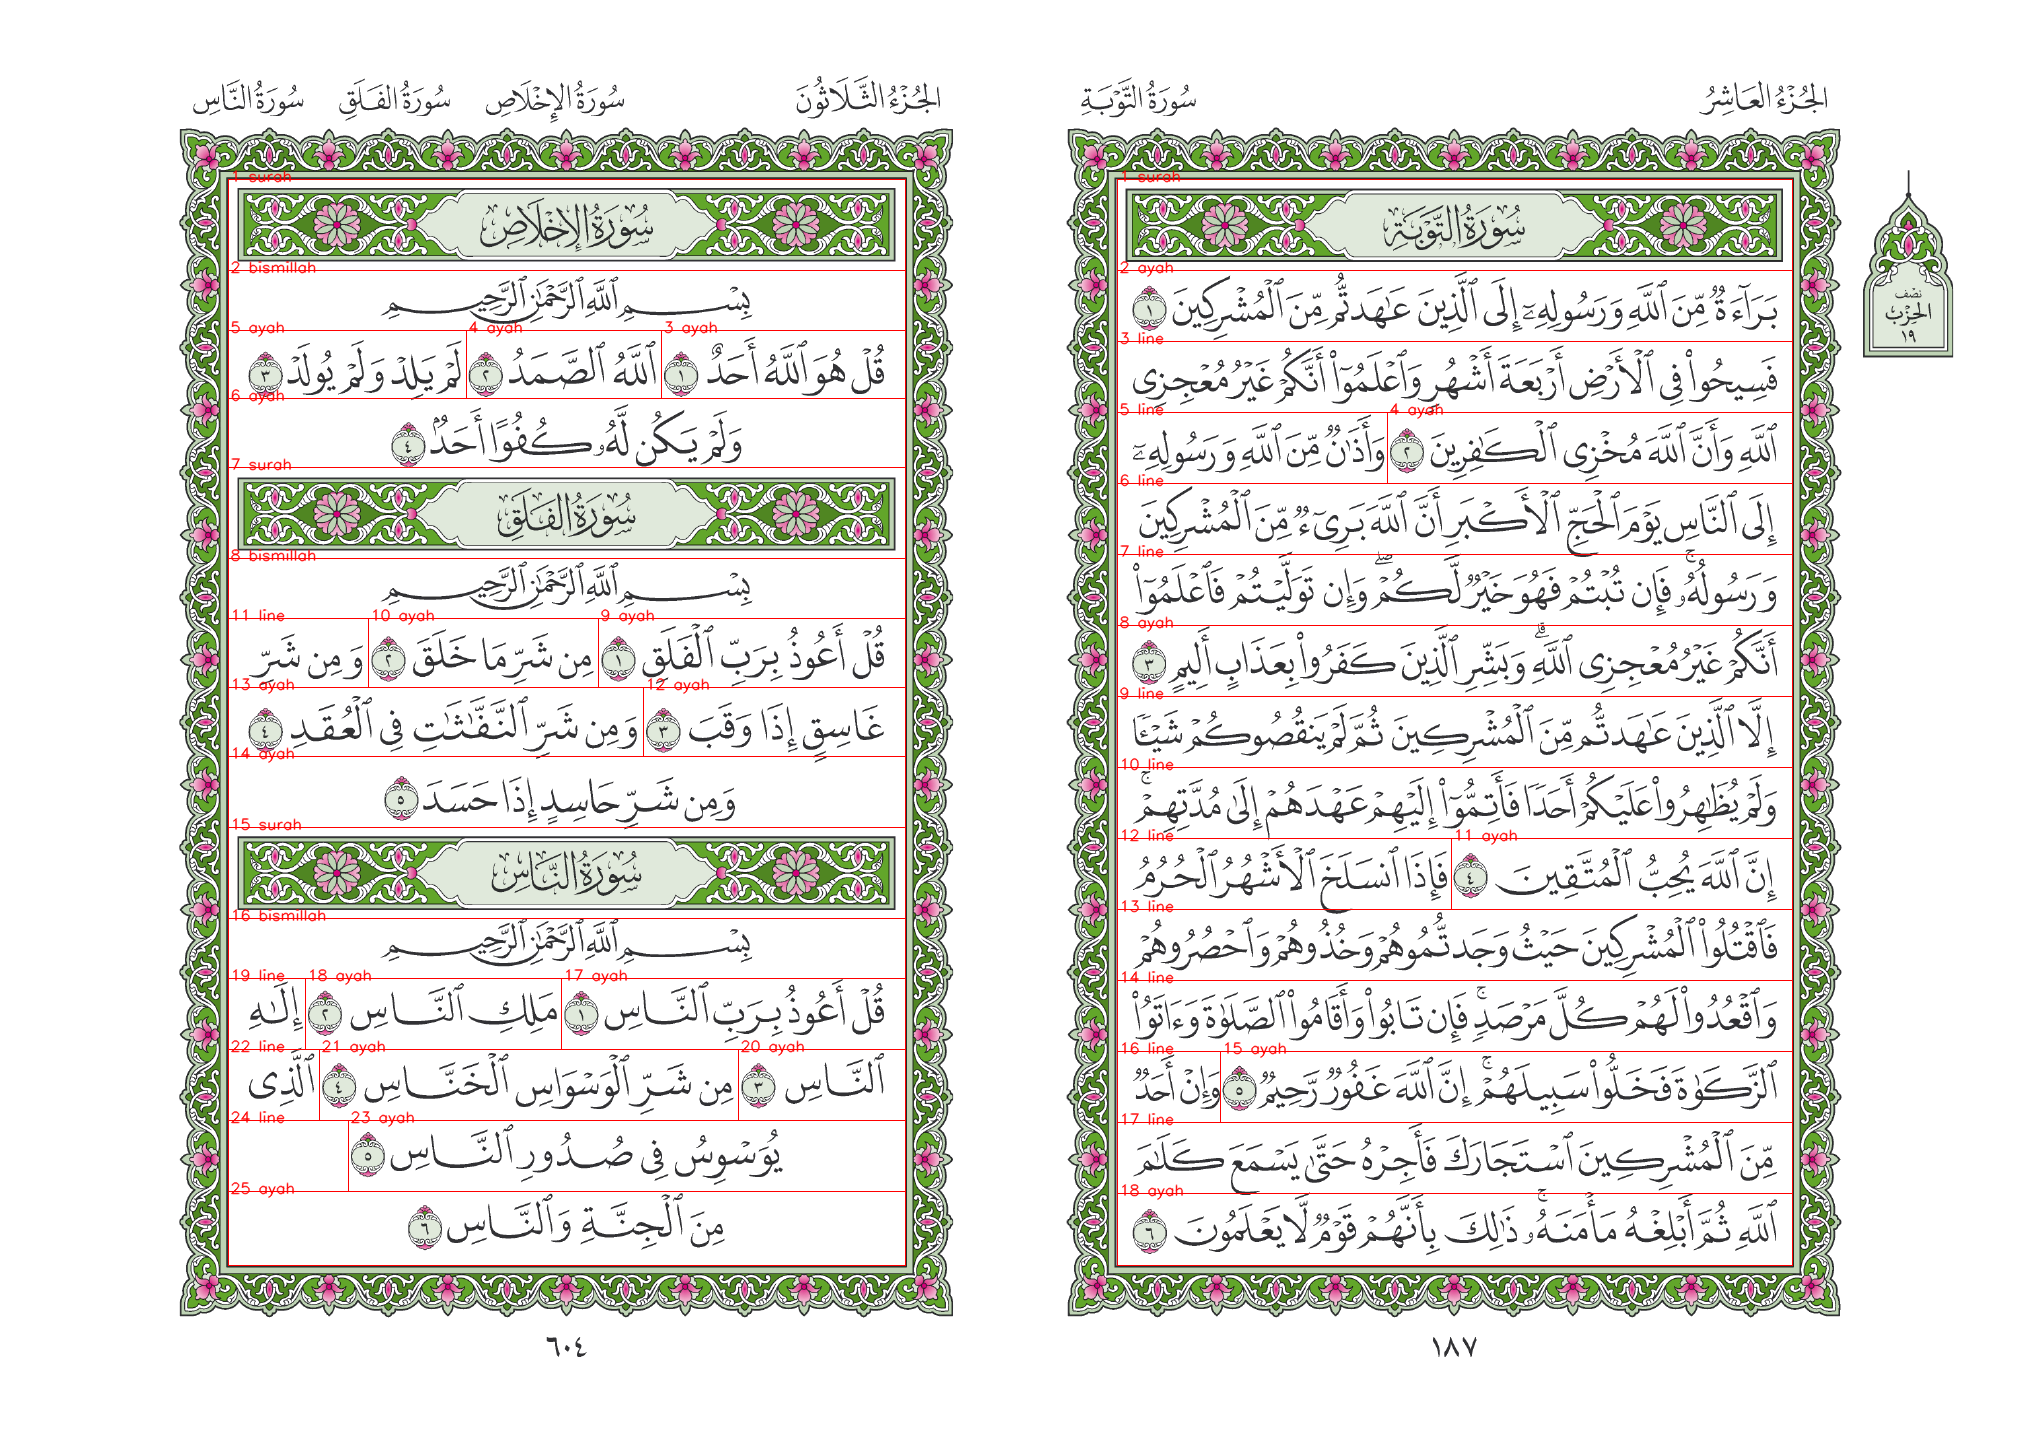 الجُزْءُ العَاشِرُ
سُورَةُ التَّوْبَةِ
1 surah
سُورَةُ التَّوْبَةِ
2 ayah
بَرَآءَةٌ مِّنَ ٱللَّهِ وَرَسُولِهِۦٓ إِلَى ٱلَّذِينَ عَٰهَدتُّم مِّنَ ٱلْمُشْرِكِينَ ١
3 line
فَسِيحُوا۟ فِى ٱلْأَرْضِ أَرْبَعَةَ أَشْهُرٍ وَٱعْلَمُوٓا۟ أَنَّكُمْ غَيْرُ مُعْجِزِى
5 line 4 ayah
ٱللَّهِ وَأَنَّ ٱللَّهَ مُخْزِى ٱلْكَٰفِرِينَ ٢ وَأَذَٰنٌ مِّنَ ٱللَّهِ وَرَسُولِهِۦٓ
6 line
إِلَى ٱلنَّاسِ يَوْمَ ٱلْحَجِّ ٱلْأَكْبَرِ أَنَّ ٱللَّهَ بَرِىٓءٌ مِّنَ ٱلْمُشْرِكِينَ
7 line
وَرَسُولُهُۥ ۚ فَإِن تُبْتُمْ فَهُوَ خَيْرٌ لَّكُمْ ۖ وَإِن تَوَلَّيْتُمْ فَٱعْلَمُوٓا۟
8 ayah
أَنَّكُمْ غَيْرُ مُعْجِزِى ٱللَّهِ ۗ وَبَشِّرِ ٱلَّذِينَ كَفَرُوا۟ بِعَذَابٍ أَلِيمٍ ٣
9 line
إِلَّا ٱلَّذِينَ عَٰهَدتُّم مِّنَ ٱلْمُشْرِكِينَ ثُمَّ لَمْ يَنقُصُوكُمْ شَيْـًٔا
10 line
وَلَمْ يُظَٰهِرُوا۟ عَلَيْكُمْ أَحَدًا فَأَتِمُّوٓا۟ إِلَيْهِمْ عَهْدَهُمْ إِلَىٰ مُدَّتِهِمْ ۚ
12 line 11 ayah
إِنَّ ٱللَّهَ يُحِبُّ ٱلْمُتَّقِينَ ٤ فَإِذَا ٱنسَلَخَ ٱلْأَشْهُرُ ٱلْحُرُمُ
13 line
فَٱقْتُلُوا۟ ٱلْمُشْرِكِينَ حَيْثُ وَجَدتُّمُوهُمْ وَخُذُوهُمْ وَٱحْصُرُوهُمْ
14 line
وَٱقْعُدُوا۟ لَهُمْ كُلَّ مَرْصَدٍ ۚ فَإِن تَابُوا۟ وَأَقَامُوا۟ ٱلصَّلَوٰةَ وَءَاتَوُا۟
16 line 15 ayah
ٱلزَّكَوٰةَ فَخَلُّوا۟ سَبِيلَهُمْ ۚ إِنَّ ٱللَّهَ غَفُورٌ رَّحِيمٌ ٥ وَإِنْ أَحَدٌ
17 line
مِّنَ ٱلْمُشْرِكِينَ ٱسْتَجَارَكَ فَأَجِرْهُ حَتَّىٰ يَسْمَعَ كَلَٰمَ
18 ayah
ٱللَّهِ ثُمَّ أَبْلِغْهُ مَأْمَنَهُۥ ۚ ذَٰلِكَ بِأَنَّهُمْ قَوْمٌ لَّا يَعْلَمُونَ ٦
نصف
الحِزْب
١٩
١٨٧
الجُزْءُ الثَّلَاثُونَ
سُورَةُ الإِخْلَاصِ سُورَةُ الفَلَقِ سُورَةُ النَّاسِ
1 surah
سُورَةُ الإِخْلَاصِ
2 bismillah
بِسْمِ ٱللَّهِ ٱلرَّحْمَٰنِ ٱلرَّحِيمِ
5 ayah 4 ayah 3 ayah
قُلْ هُوَ ٱللَّهُ أَحَدٌ ١ ٱللَّهُ ٱلصَّمَدُ ٢ لَمْ يَلِدْ وَلَمْ يُولَدْ ٣
6 ayah
وَلَمْ يَكُن لَّهُۥ كُفُوًا أَحَدٌۢ ٤
7 surah
سُورَةُ الفَلَقِ
8 bismillah
بِسْمِ ٱللَّهِ ٱلرَّحْمَٰنِ ٱلرَّحِيمِ
11 line 10 ayah 9 ayah
قُلْ أَعُوذُ بِرَبِّ ٱلْفَلَقِ ١ مِن شَرِّ مَا خَلَقَ ٢ وَمِن شَرِّ
13 ayah 12 ayah
غَاسِقٍ إِذَا وَقَبَ ٣ وَمِن شَرِّ ٱلنَّفَّٰثَٰتِ فِى ٱلْعُقَدِ ٤
14 ayah
وَمِن شَرِّ حَاسِدٍ إِذَا حَسَدَ ٥
15 surah
سُورَةُ النَّاسِ
16 bismillah
بِسْمِ ٱللَّهِ ٱلرَّحْمَٰنِ ٱلرَّحِيمِ
19 line 18 ayah 17 ayah
قُلْ أَعُوذُ بِرَبِّ ٱلنَّاسِ ١ مَلِكِ ٱلنَّاسِ ٢ إِلَٰهِ
22 line 21 ayah 20 ayah
ٱلنَّاسِ ٣ مِن شَرِّ ٱلْوَسْوَاسِ ٱلْخَنَّاسِ ٤ ٱلَّذِى
24 line 23 ayah
يُوَسْوِسُ فِى صُدُورِ ٱلنَّاسِ ٥
25 ayah
مِنَ ٱلْجِنَّةِ وَٱلنَّاسِ ٦
٦٠٤